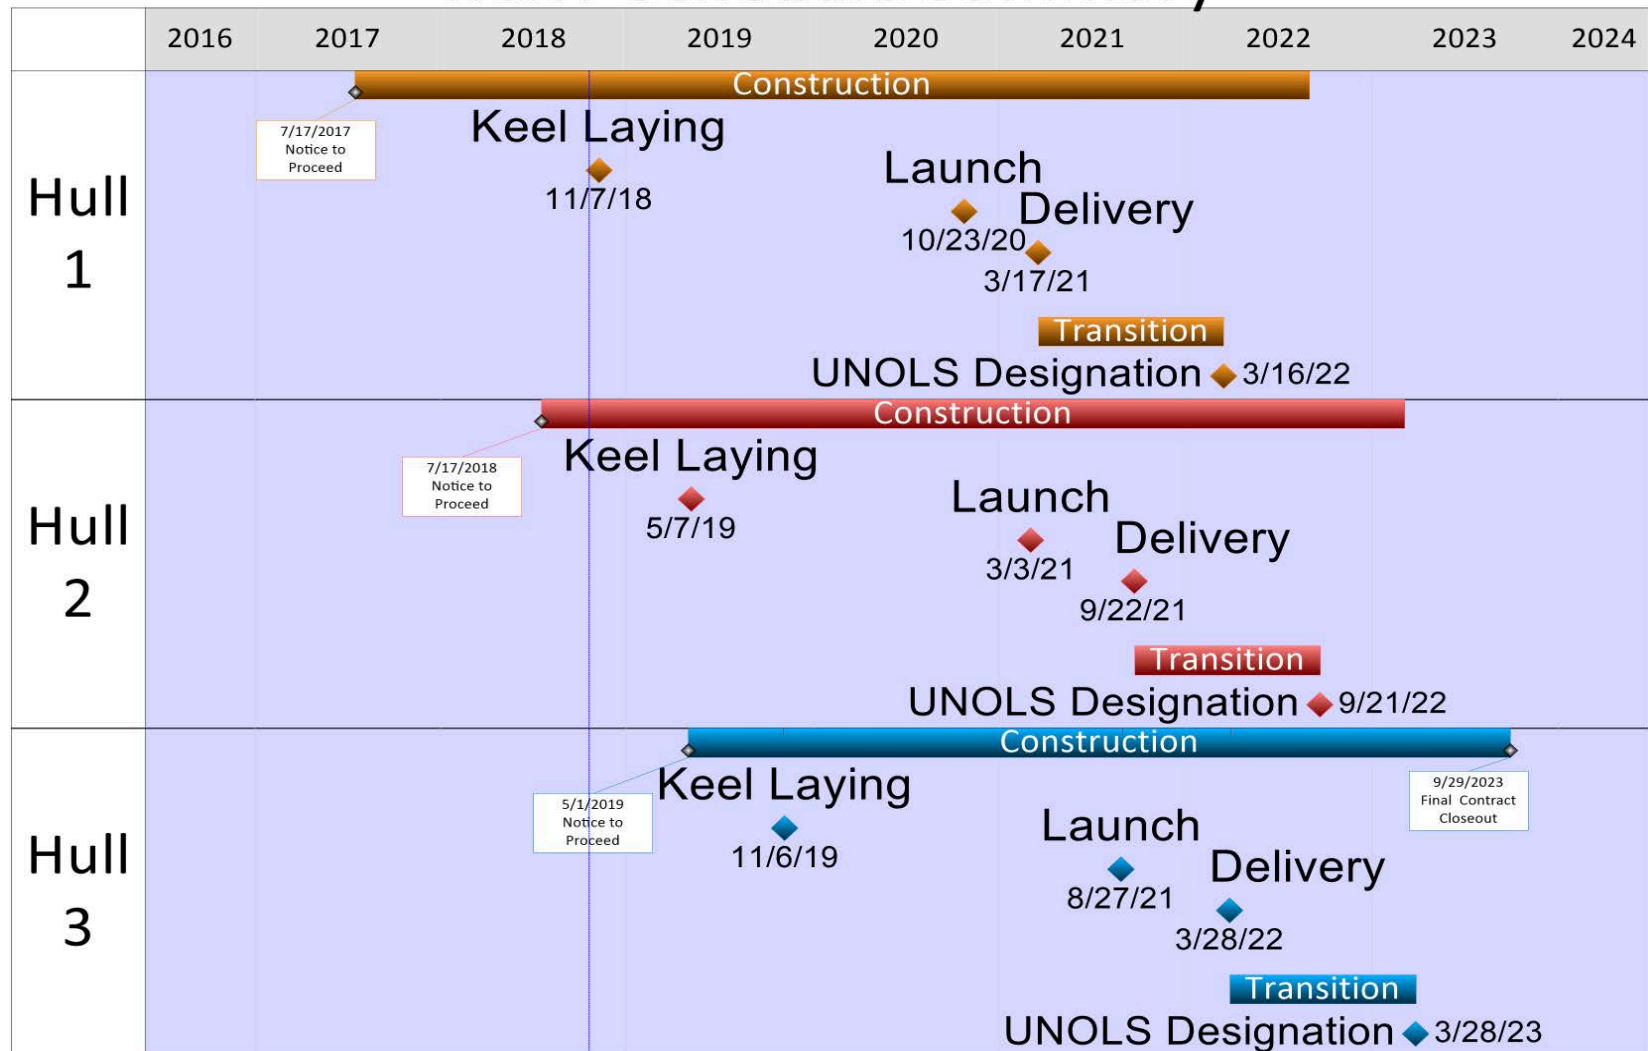 2016 2017 2018 2019 2020 2021 2022 2023 2024
Hull
1
Construction
7/17/2017
Notice to
Proceed
Keel Laying
11/7/18
Launch
10/23/20
Delivery
3/17/21
Transition
UNOLS Designation 3/16/22
Hull
2
Construction
7/17/2018
Notice to
Proceed
Keel Laying
5/7/19
Launch
3/3/21
Delivery
9/22/21
Transition
UNOLS Designation 9/21/22
Hull
3
Construction
5/1/2019
Notice to
Proceed
9/29/2023
Final Contract
Closeout
Keel Laying
11/6/19
Launch
8/27/21
Delivery
3/28/22
Transition
UNOLS Designation 3/28/23